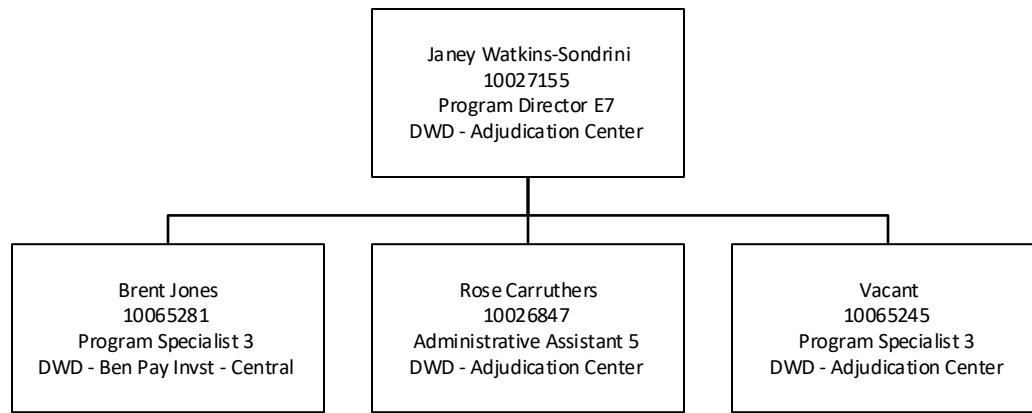 Janey Watkins-Sondrini
10027155
Program Director E7
DWD - Adjudication Center
Brent Jones
10065281
Program Specialist 3
DWD - Ben Pay Invst - Central
Rose Carruthers
10026847
Administrative Assistant 5
DWD - Adjudication Center
Vacant
10065245
Program Specialist 3
DWD - Adjudication Center